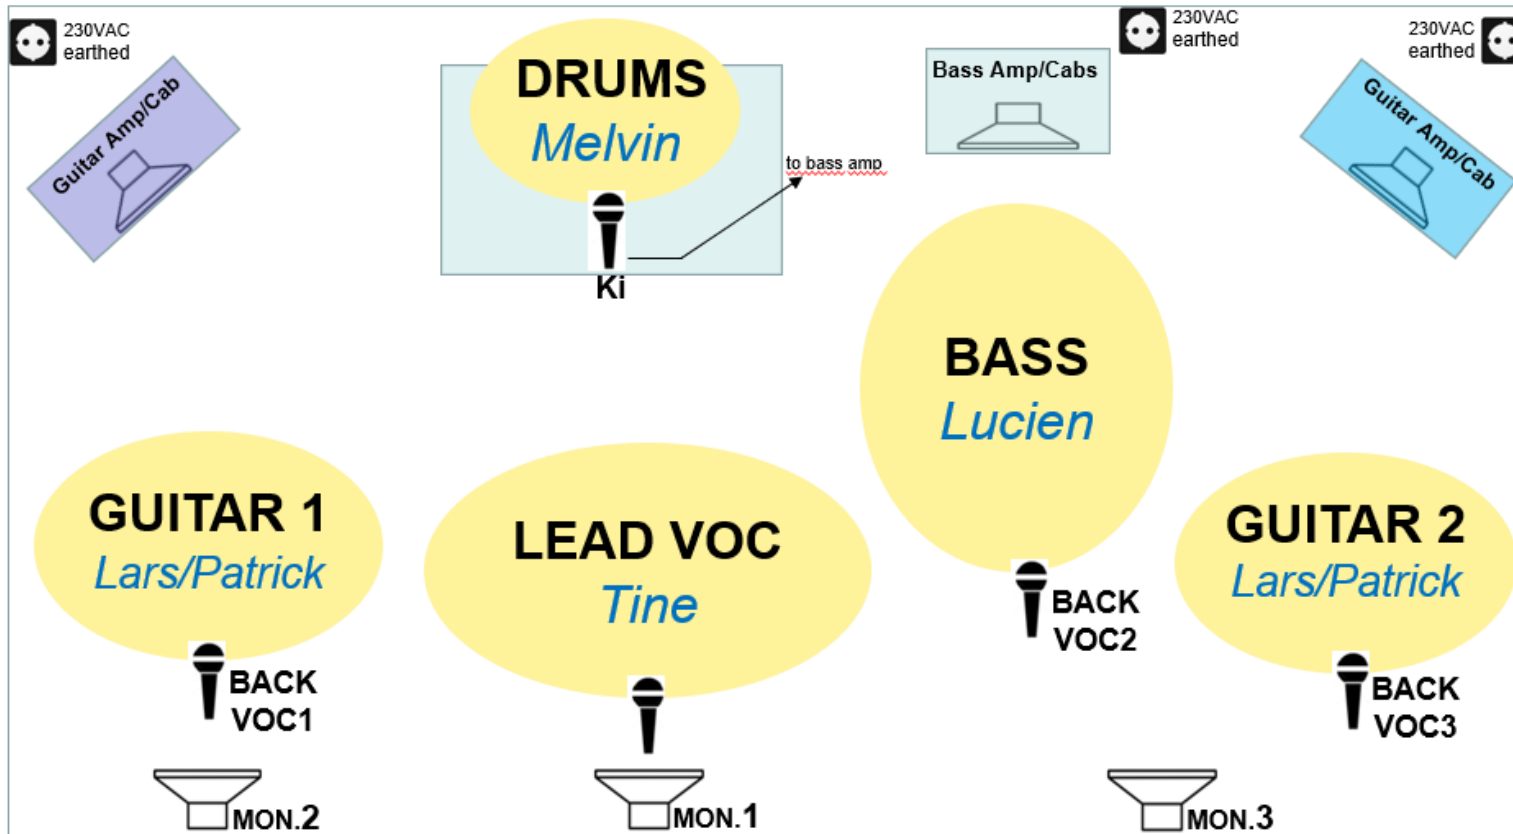 230VAC
earthed
Guitar Amp/Cab
DRUMS
Melvin
Ki
to bass amp
Bass Amp/Cabs
230VAC
earthed
230VAC
earthed
Guitar Amp/Cab
BASS
Lucien
GUITAR 1
Lars/Patrick
LEAD VOC
Tine
GUITAR 2
Lars/Patrick
BACK
VOC1
BACK
VOC2
BACK
VOC3
MON.2
MON.1
MON.3